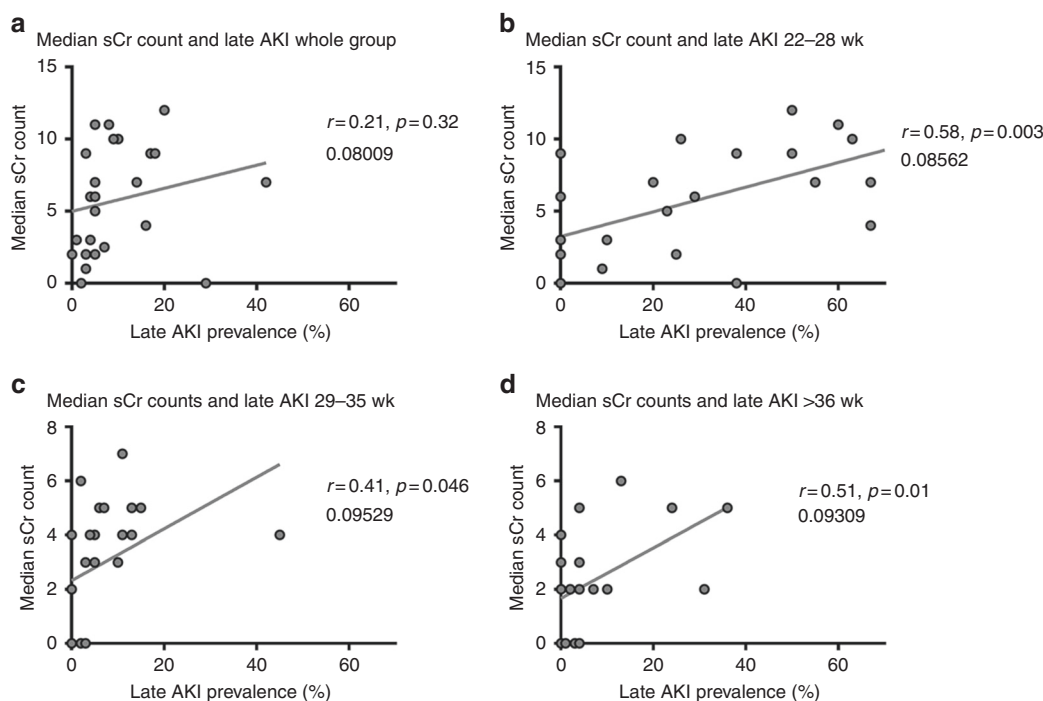 a
Median sCr count and late AKI whole group
15
10
5
0
Median sCr count
r=0.21, p=0.32
0.08009
0 20 40 60
Late AKI prevalence (%)
b
Median sCr count and late AKI 22–28 wk
15
10
5
0
Median sCr count
r=0.58, p=0.003
0.08562
0 20 40 60
Late AKI prevalence (%)
c
Median sCr counts and late AKI 29–35 wk
8
6
4
2
0
Median sCr count
r=0.41, p=0.046
0.09529
0 20 40 60
Late AKI prevalence (%)
d
Median sCr counts and late AKI >36 wk
8
6
4
2
0
Median sCr count
r=0.51, p=0.01
0.09309
0 20 40 60
Late AKI prevalence (%)